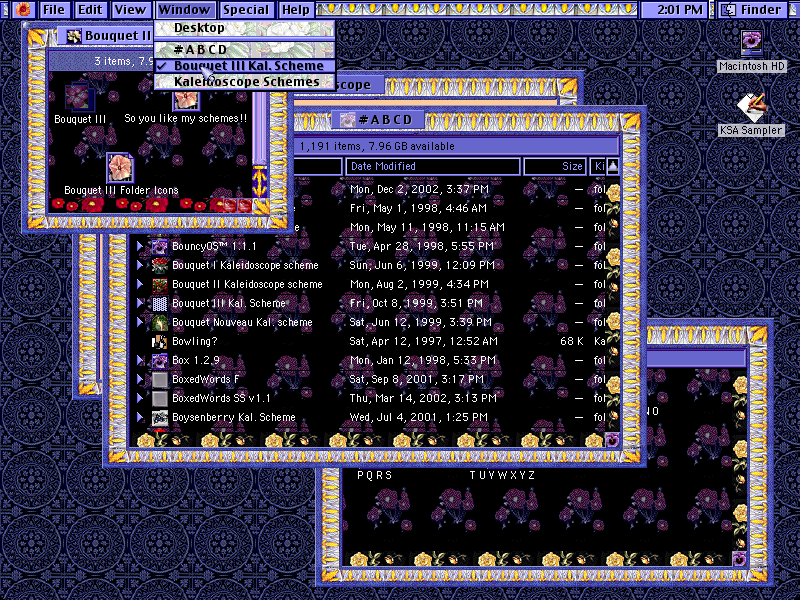 File Edit View Window Special Help 2:01 PM Finder
Desktop
#ABCD
✓ Bouquet III Kal. Scheme
Kaleidoscope Schemes
Bouquet II
3 items, 7.9
Bouquet III
So you like my schemes!!
Bouquet III Folder Icons
Macintosh HD
KSA Sampler
scope
#ABCD
1,191 items, 7.96 GB available
Date Modified Size Ki
Mon, Dec 2, 2002, 3:37 PM — fol
Fri, May 1, 1998, 4:46 AM — fol
Mon, May 11, 1998, 11:15 AM — fol
BouncyOS™ 1.1.1 Tue, Apr 28, 1998, 5:55 PM — fol
Bouquet I Kaleidoscope scheme Sun, Jun 6, 1999, 12:09 PM — fol
Bouquet II Kaleidoscope scheme Mon, Aug 2, 1999, 4:34 PM — fol
Bouquet III Kal. Scheme Fri, Oct 8, 1999, 3:51 PM — fol
Bouquet Nouveau Kal. scheme Sat, Jun 12, 1999, 3:39 PM — fol
Bowling? Sat, Apr 12, 1997, 12:52 AM 68 K Ka
Box 1.2.9 Mon, Jan 12, 1998, 5:33 PM — fol
BoxedWords F Sat, Sep 8, 2001, 3:17 PM — fol
BoxedWords SS v1.1 Thu, Mar 14, 2002, 3:13 PM — fol
Boysenberry Kal. Scheme Wed, Jul 4, 2001, 1:25 PM — fol
NO
PQRS TUVWXYZ